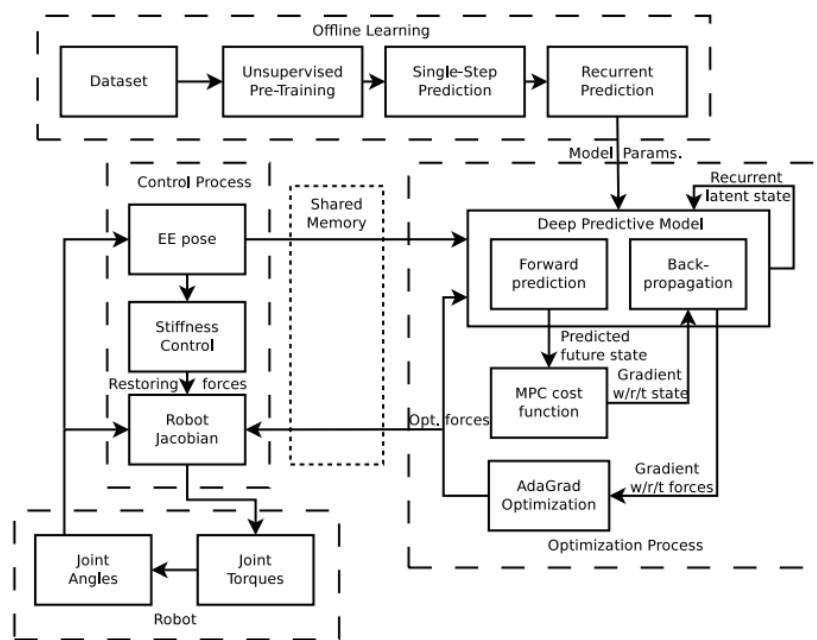 Offline Learning
Dataset
Unsupervised
Pre-Training
Single-Step
Prediction
Recurrent
Prediction
Model Params.
Control Process
EE pose
Stiffness
Control
Restoring forces
Robot
Jacobian
Shared
Memory
Recurrent
latent state
Deep Predictive Model
Forward
prediction
Back-
propagation
Predicted
future state
MPC cost
function
Gradient
w/r/t state
Opt. forces
AdaGrad
Optimization
Gradient
w/r/t forces
Optimization Process
Joint
Angles
Joint
Torques
Robot